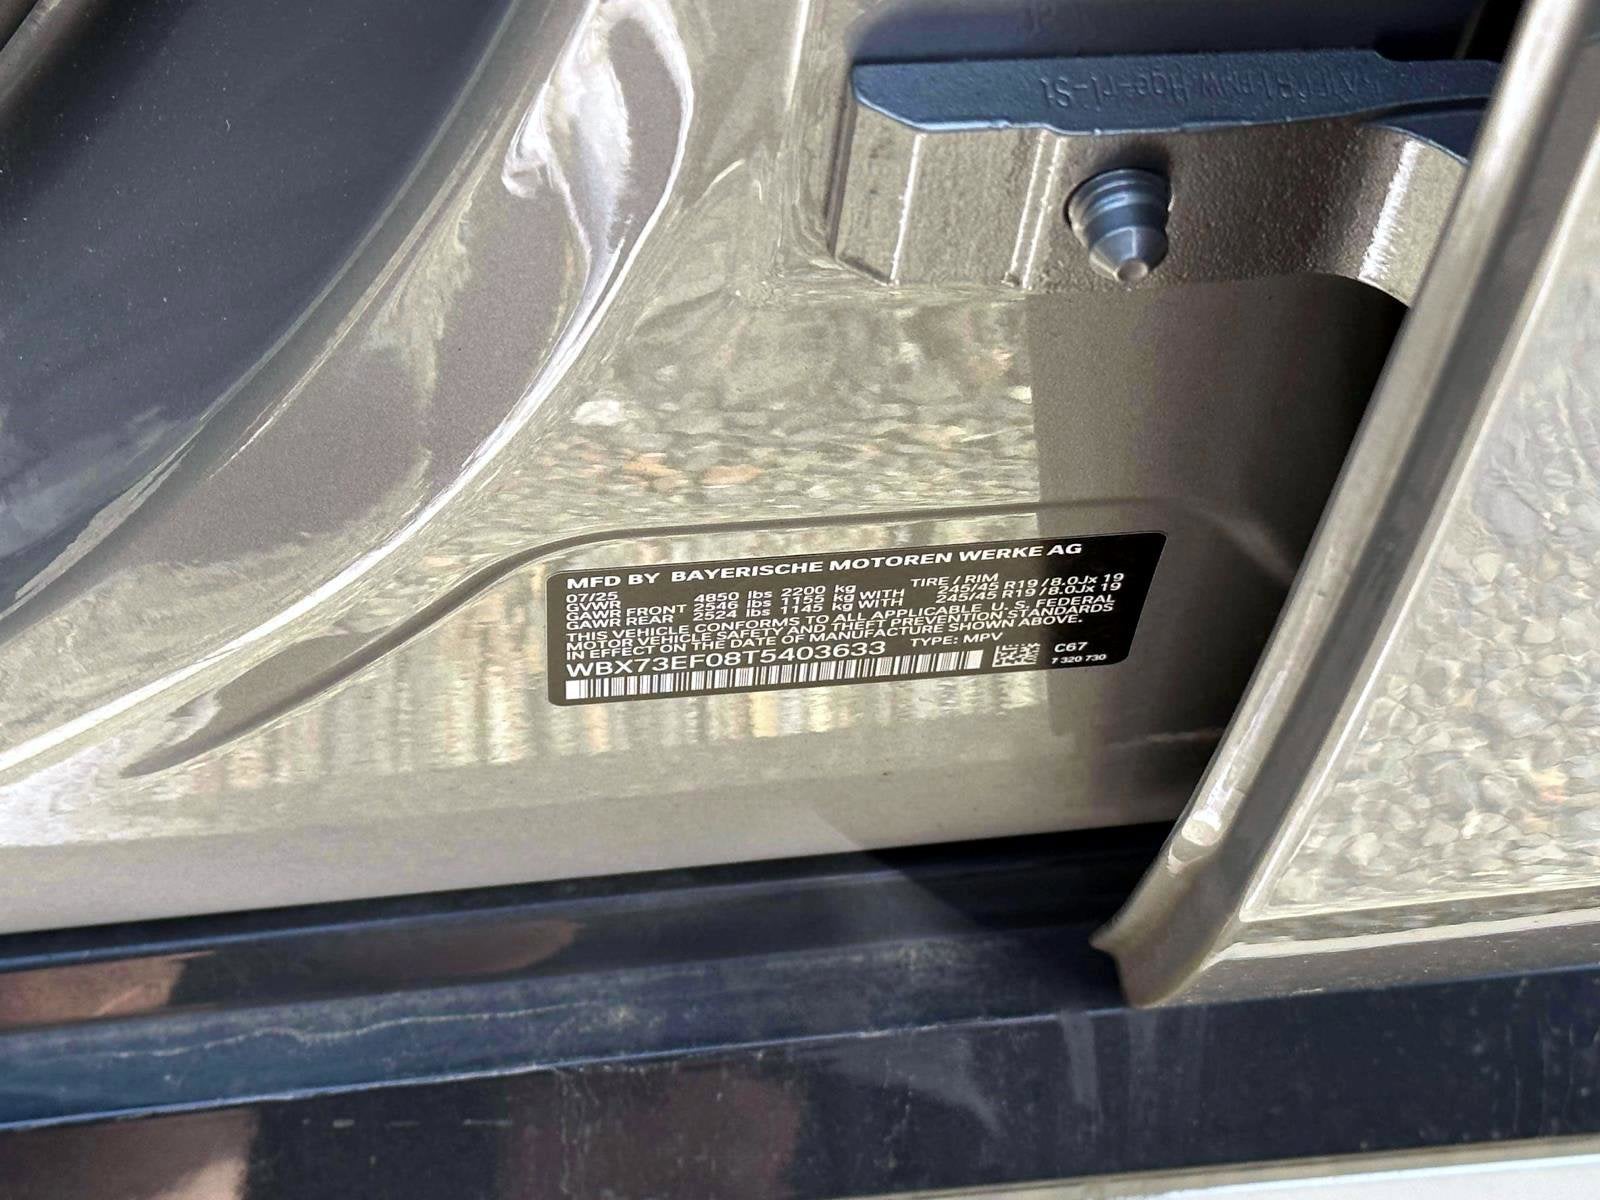 MFD BY BAYERISCHE MOTOREN WERKE AG
07/25 TIRE / RIM
GVWR 4850 lbs 2200 kg
GAWR FRONT 2546 lbs 1155 kg WITH 245/45 R19 /8.0Jx 19
GAWR REAR 2524 lbs 1145 kg WITH 245/45 R19 /8.0Jx 19
THIS VEHICLE CONFORMS TO ALL APPLICABLE U. S. FEDERAL
MOTOR VEHICLE SAFETY AND THEFT PREVENTION STANDARDS
IN EFFECT ON THE DATE OF MANUFACTURE SHOWN ABOVE.
WBX73EF08T5403633 TYPE: MPV
C67
7 320 730